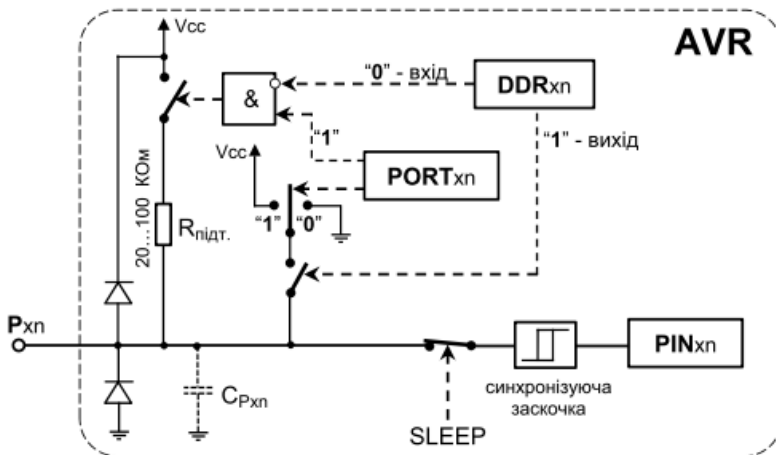 Vcc
AVR
"0" - вхід
DDRxn
&
"1"
"1" - вихід
Vcc
PORTxn
20...100 КОм
Rпідт.
"1" "0"
Pxn
PINxn
CPxn
синхронізуюча
заскочка
SLEEP